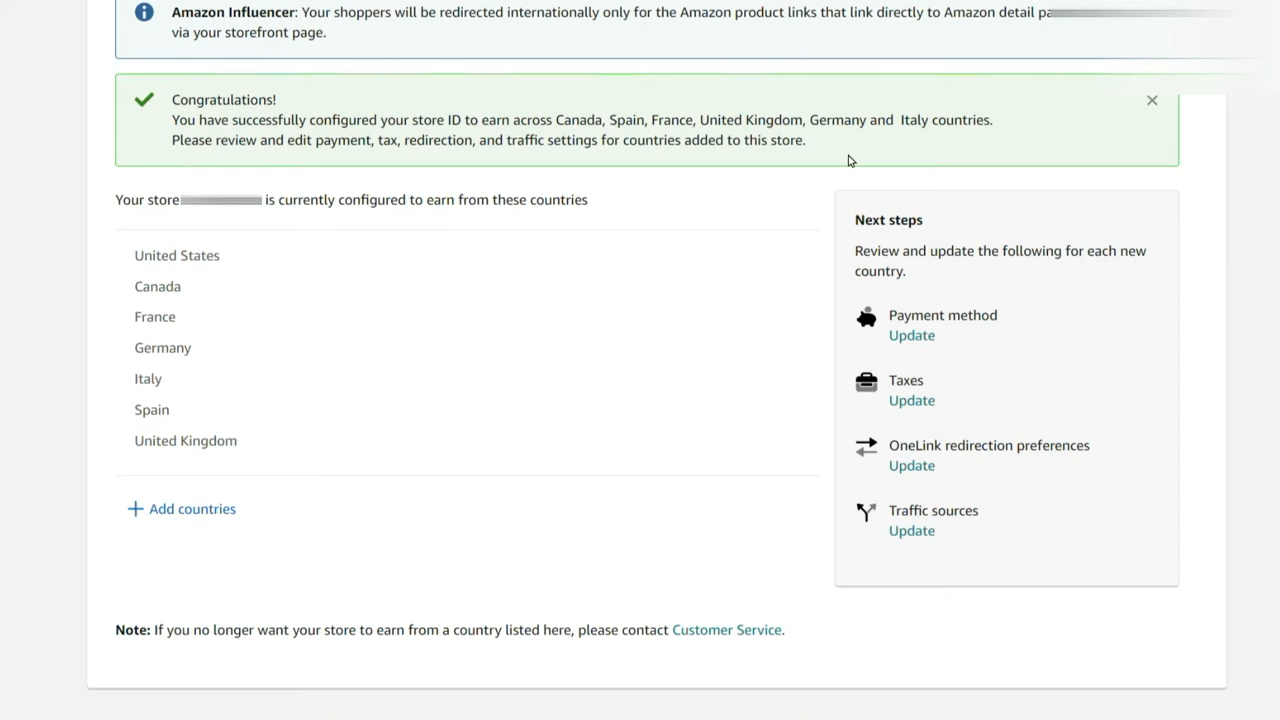 Amazon Influencer: Your shoppers will be redirected internationally only for the Amazon product links that link directly to Amazon detail
via your storefront page.
Congratulations!
You have successfully configured your store ID to earn across Canada, Spain, France, United Kingdom, Germany and Italy countries.
Please review and edit payment, tax, redirection, and traffic settings for countries added to this store.
Your store is currently configured to earn from these countries
United States
Canada
France
Germany
Italy
Spain
United Kingdom
+ Add countries
Next steps
Review and update the following for each new
country.
Payment method
Update
Taxes
Update
OneLink redirection preferences
Update
Traffic sources
Update
Note: If you no longer want your store to earn from a country listed here, please contact Customer Service.